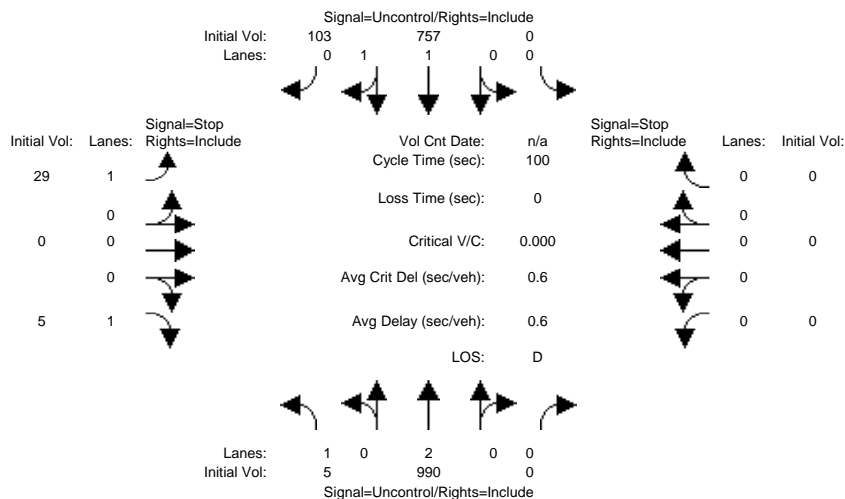 Signal=Uncontrol/Rights=Include
Initial Vol: 103 757 0
Lanes: 0 1 1 0 0
Signal=Stop
Initial Vol: Lanes: Rights=Include
Vol Cnt Date: n/a
Signal=Stop
Rights=Include Lanes: Initial Vol:
Cycle Time (sec): 100
29 1 0 0
Loss Time (sec): 0
0 0
0 0 Critical V/C: 0.000 0 0
0 Avg Crit Del (sec/veh): 0.6 0
5 1 Avg Delay (sec/veh): 0.6 0 0
LOS: D
Lanes: 1 0 2 0 0
Initial Vol: 5 990 0
Signal=Uncontrol/Rights=Include